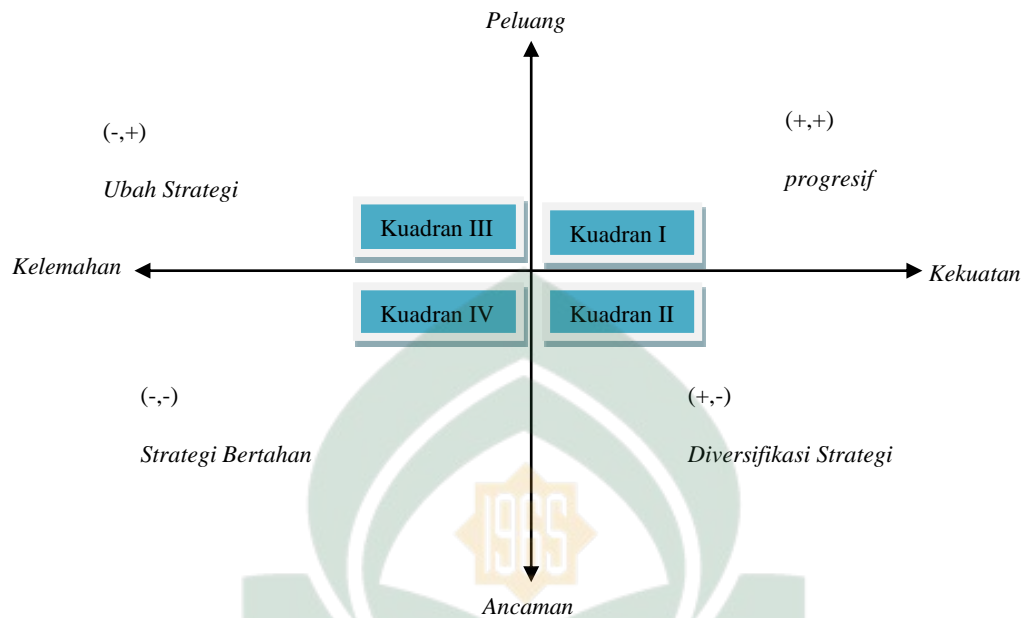 Peluang
(-,+)
(+,+)
Ubah Strategi
progresif
Kuadran III
Kuadran I
Kelemahan
Kekuatan
Kuadran IV
Kuadran II
(-,-)
(+,-)
Strategi Bertahan
Diversifikasi Strategi
1965
Ancaman